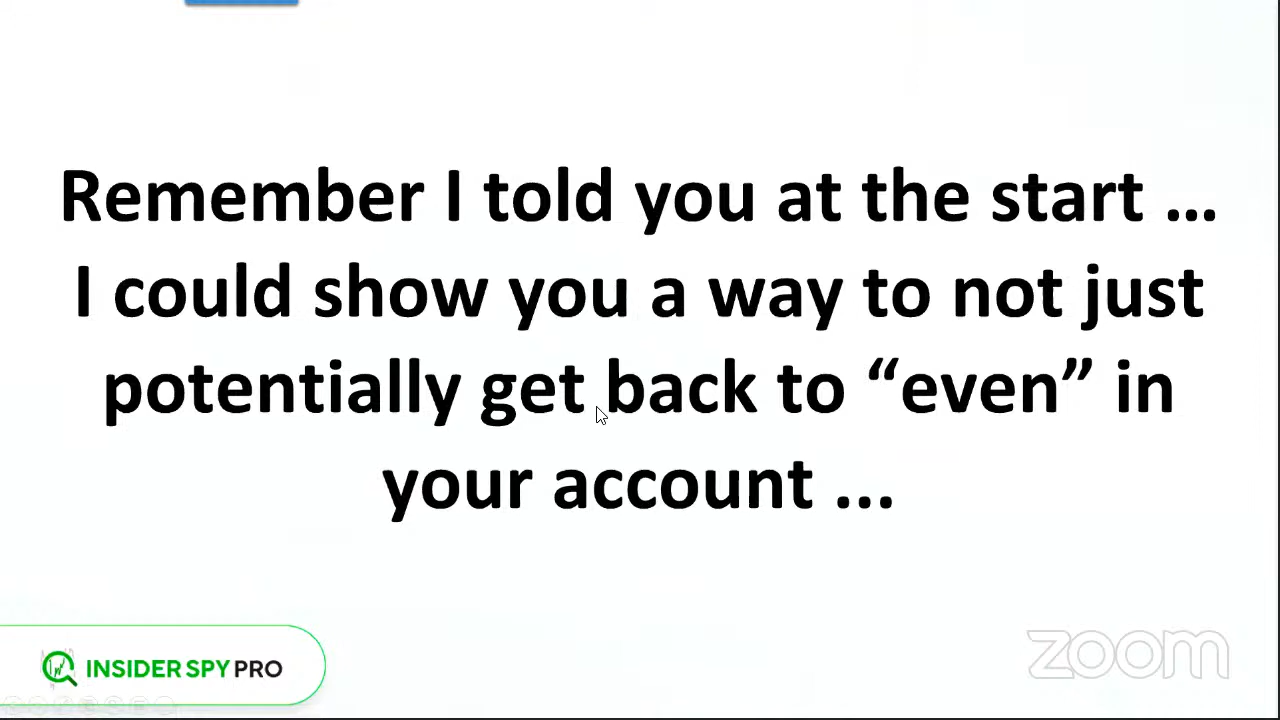 Remember I told you at the start ...
I could show you a way to not just
potentially get back to “even” in
your account ...
INSIDER SPY PRO
zoom